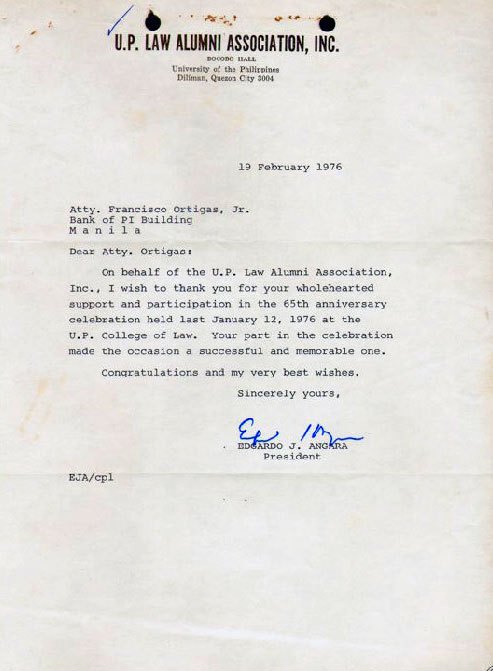 U.P. LAW ALUMNI ASSOCIATION, INC.
BOCOBO HALL
University of the Philippines
Diliman, Quezon City 3004
19 February 1976
Atty. Francisco Ortigas, Jr.
Bank of PI Building
M a n i l a
Dear Atty. Ortigas:
On behalf of the U.P. Law Alumni Association,
Inc., I wish to thank you for your wholehearted
support and participation in the 65th anniversary
celebration held last January 12, 1976 at the
U.P. College of Law. Your part in the celebration
made the occasion a successful and memorable one.
Congratulations and my very best wishes.
Sincerely yours,
EDGARDO J. ANGARA
President
EJA/cpl